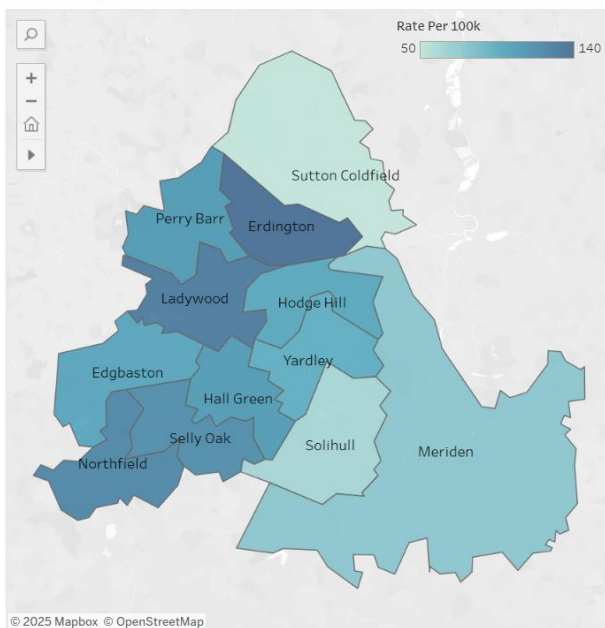 Rate Per 100k
50 140
+
−
Sutton Coldfield
Perry Barr
Erdington
Ladywood
Hodge Hill
Yardley
Edgbaston
Hall Green
Selly Oak
Solihull
Meriden
Northfield
© 2025 Mapbox © OpenStreetMap